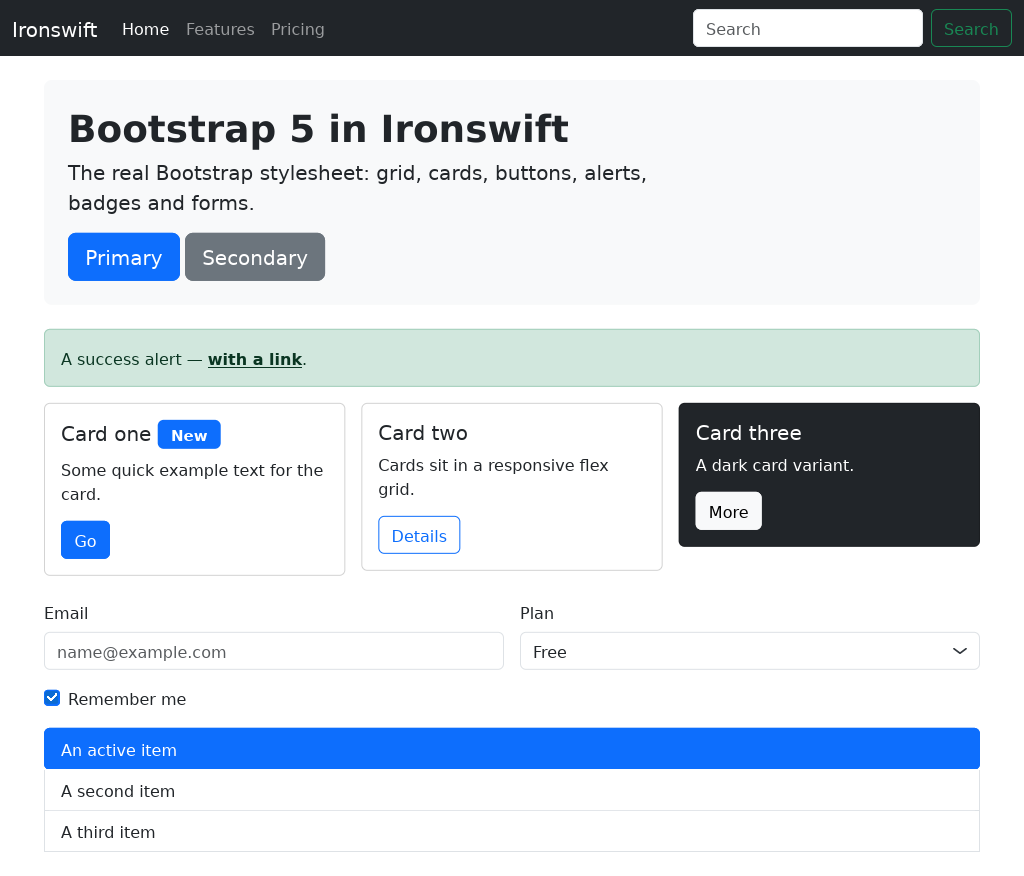 Ironswift Home Features Pricing Search Search
Bootstrap 5 in Ironswift
The real Bootstrap stylesheet: grid, cards, buttons, alerts,
badges and forms.
Primary Secondary
A success alert — with a link.
Card one New
Some quick example text for the
card.
Go
Card two
Cards sit in a responsive flex
grid.
Details
Card three
A dark card variant.
More
Email
name@example.com
Plan
Free
Remember me
An active item
A second item
A third item